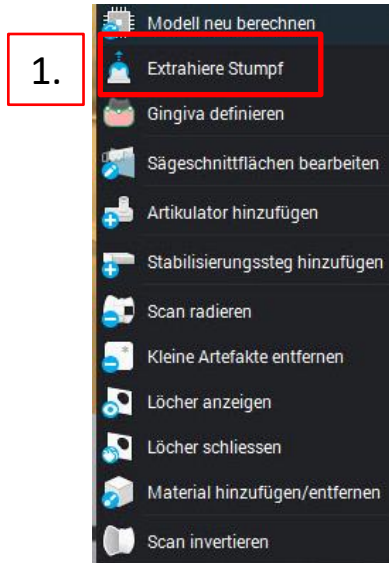 Modell neu berechnen
1.
Extrahiere Stumpf
Gingiva definieren
Sägeschnittflächen bearbeiten
Artikulator hinzufügen
Stabilisierungssteg hinzufügen
Scan radieren
Kleine Artefakte entfernen
Löcher anzeigen
Löcher schliessen
Material hinzufügen/entfernen
Scan invertieren